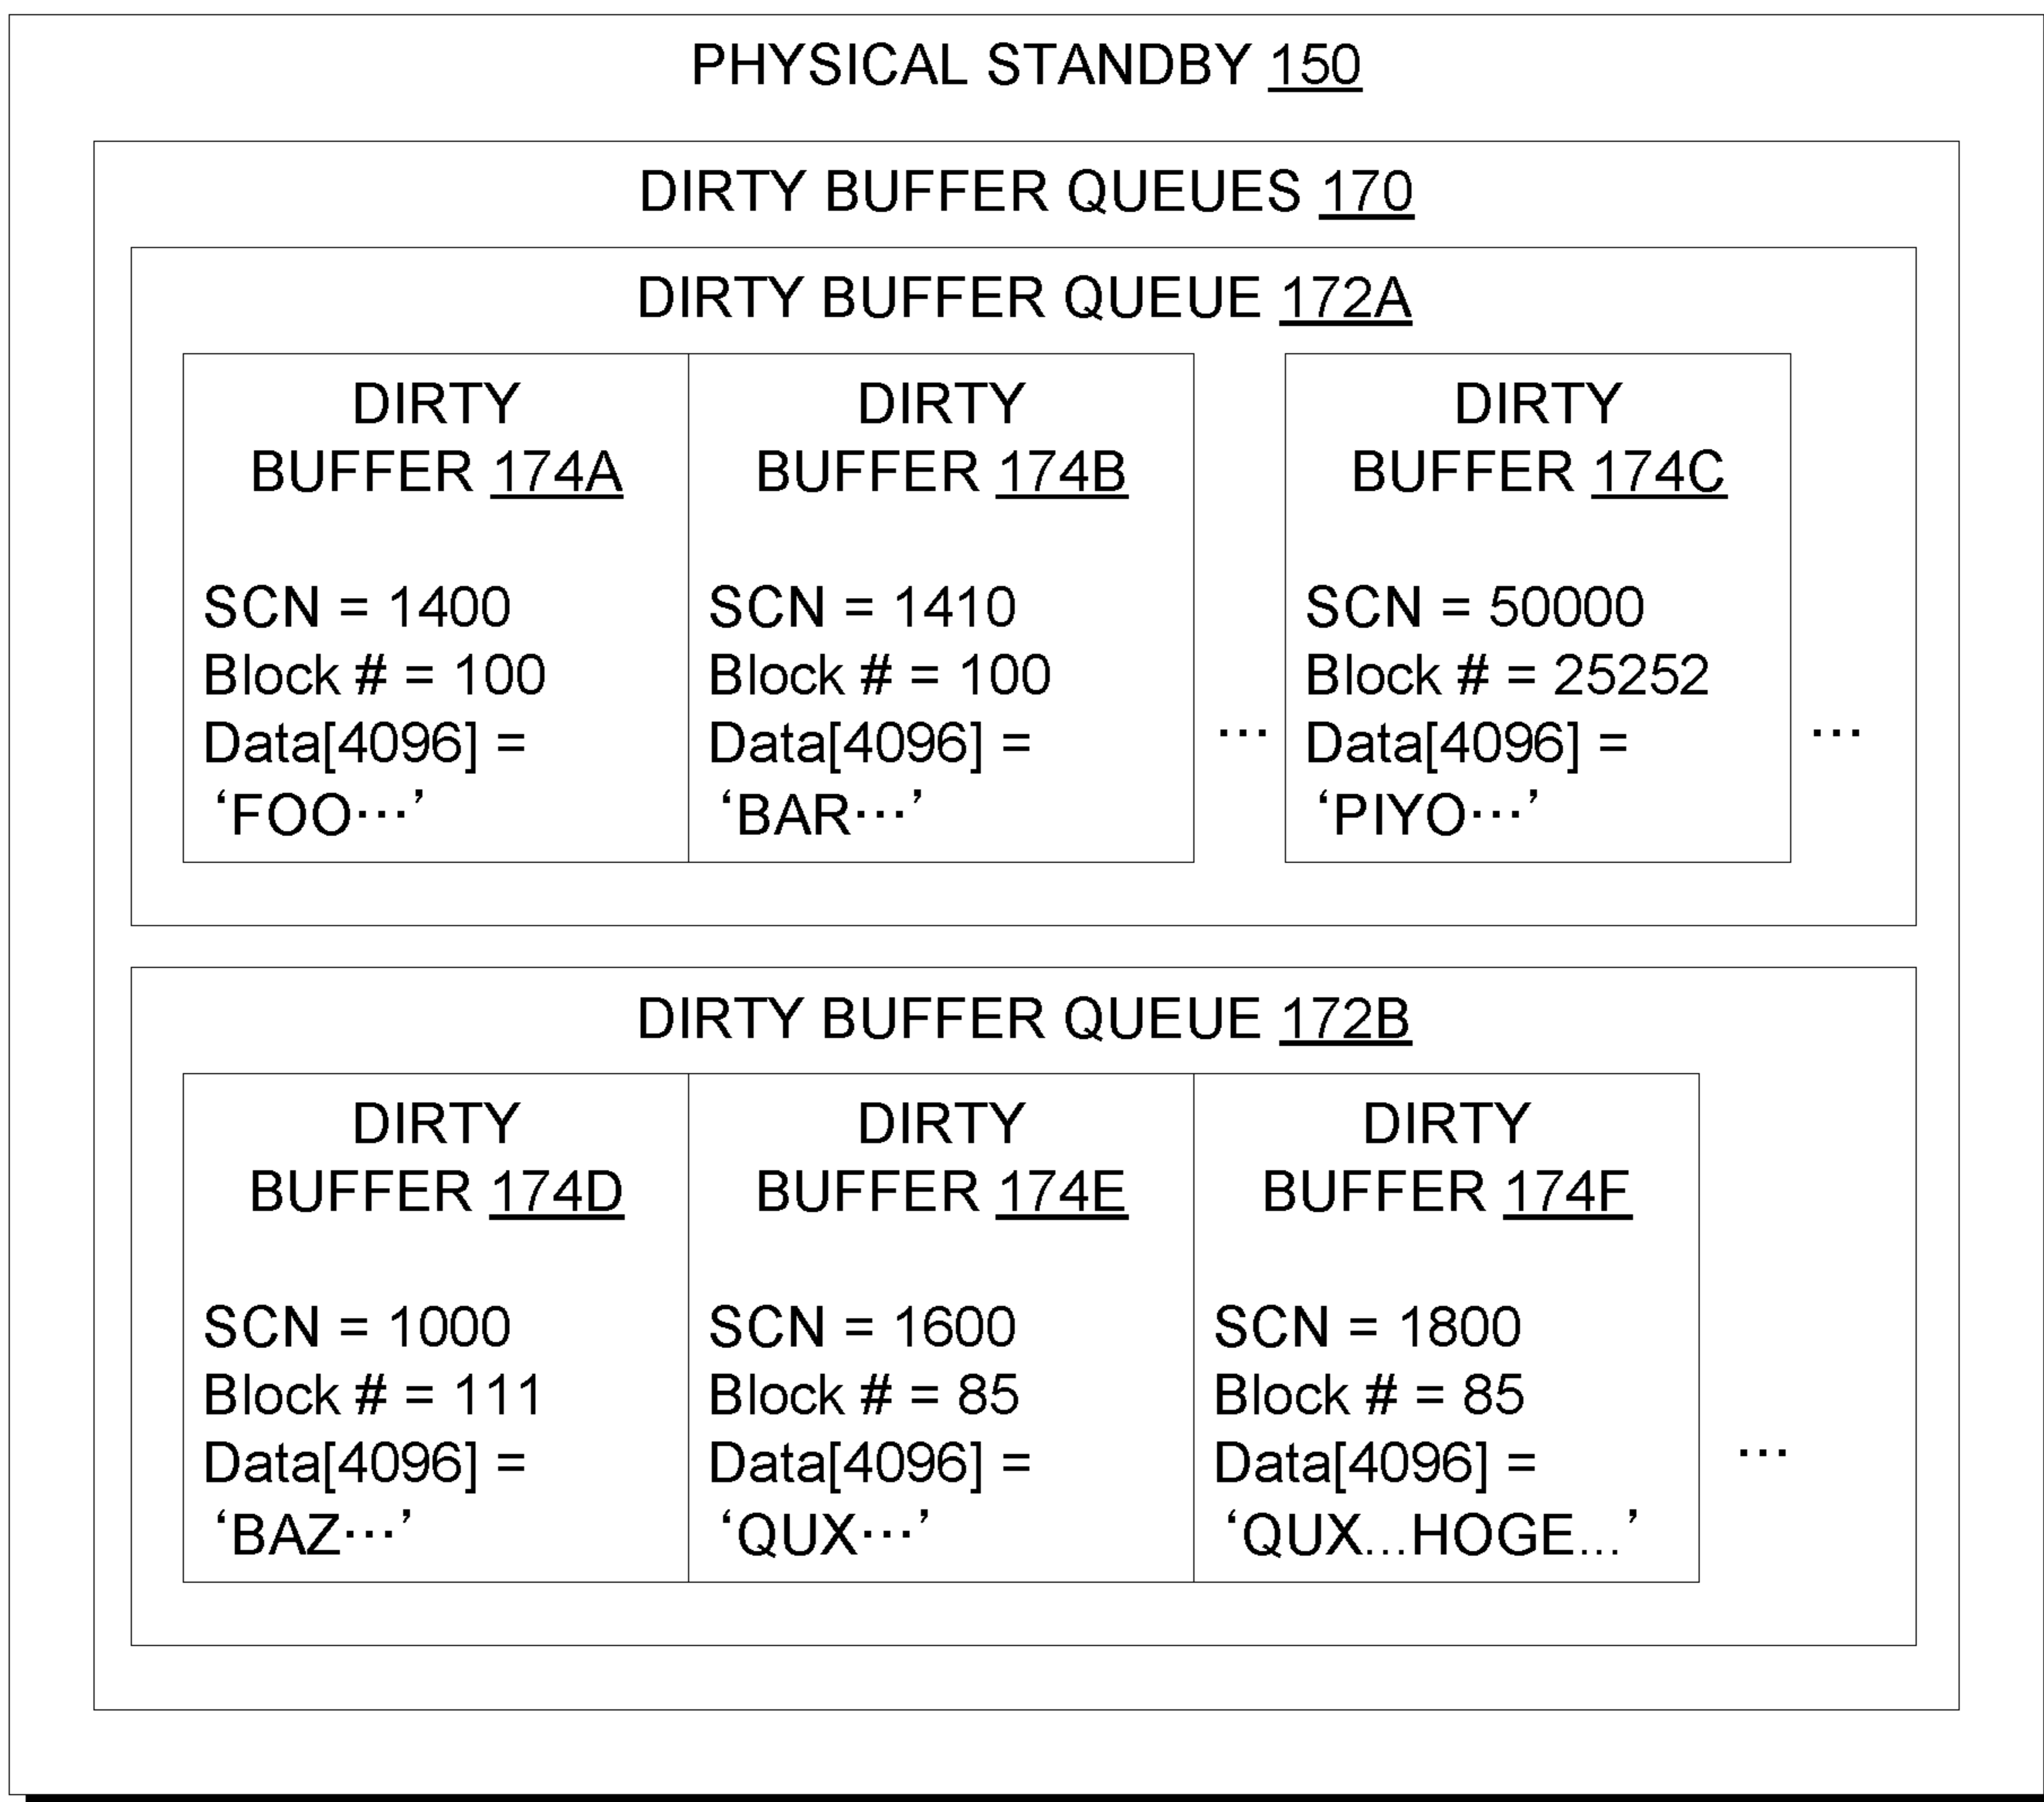 PHYSICAL STANDBY 150
DIRTY BUFFER QUEUES 170
DIRTY BUFFER QUEUE 172A
DIRTY
BUFFER 174A
SCN = 1400
Block # = 100
Data[4096] =
‘FOO⋯’
DIRTY
BUFFER 174B
SCN = 1410
Block # = 100
Data[4096] =
‘BAR⋯’
⋯
DIRTY
BUFFER 174C
SCN = 50000
Block # = 25252
Data[4096] =
‘PIYO⋯’
⋯
DIRTY BUFFER QUEUE 172B
DIRTY
BUFFER 174D
SCN = 1000
Block # = 111
Data[4096] =
‘BAZ⋯’
DIRTY
BUFFER 174E
SCN = 1600
Block # = 85
Data[4096] =
‘QUX⋯’
DIRTY
BUFFER 174F
SCN = 1800
Block # = 85
Data[4096] =
‘QUX...HOGE...’
⋯